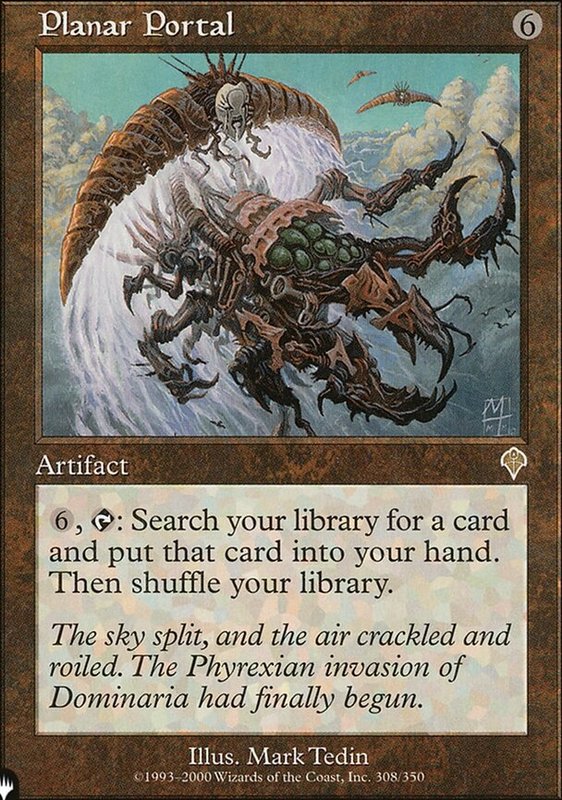 Planar Portal 6
Artifact
6, : Search your library for a card
and put that card into your hand.
Then shuffle your library.
The sky split, and the air crackled and
roiled. The Phyrexian invasion of
Dominaria had finally begun.
Illus. Mark Tedin
©1993–2000 Wizards of the Coast, Inc. 308/350